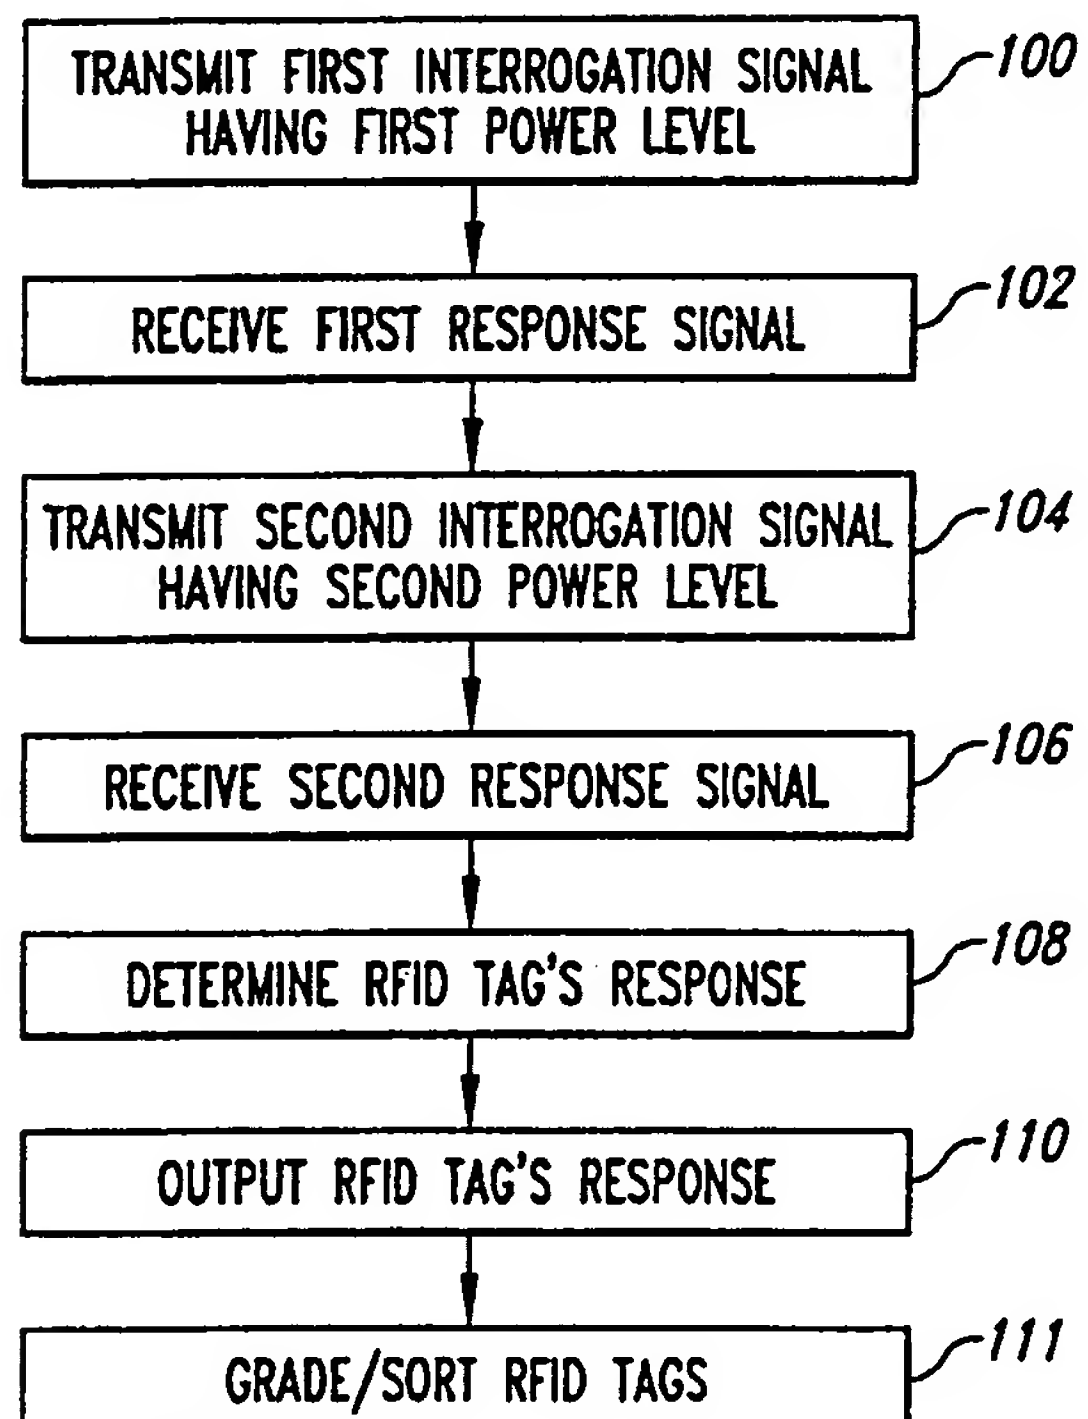 TRANSMIT FIRST INTERROGATION SIGNAL
HAVING FIRST POWER LEVEL
100
RECEIVE FIRST RESPONSE SIGNAL
102
TRANSMIT SECOND INTERROGATION SIGNAL
HAVING SECOND POWER LEVEL
104
RECEIVE SECOND RESPONSE SIGNAL
106
DETERMINE RFID TAG'S RESPONSE
108
OUTPUT RFID TAG'S RESPONSE
110
GRADE/SORT RFID TAGS
111